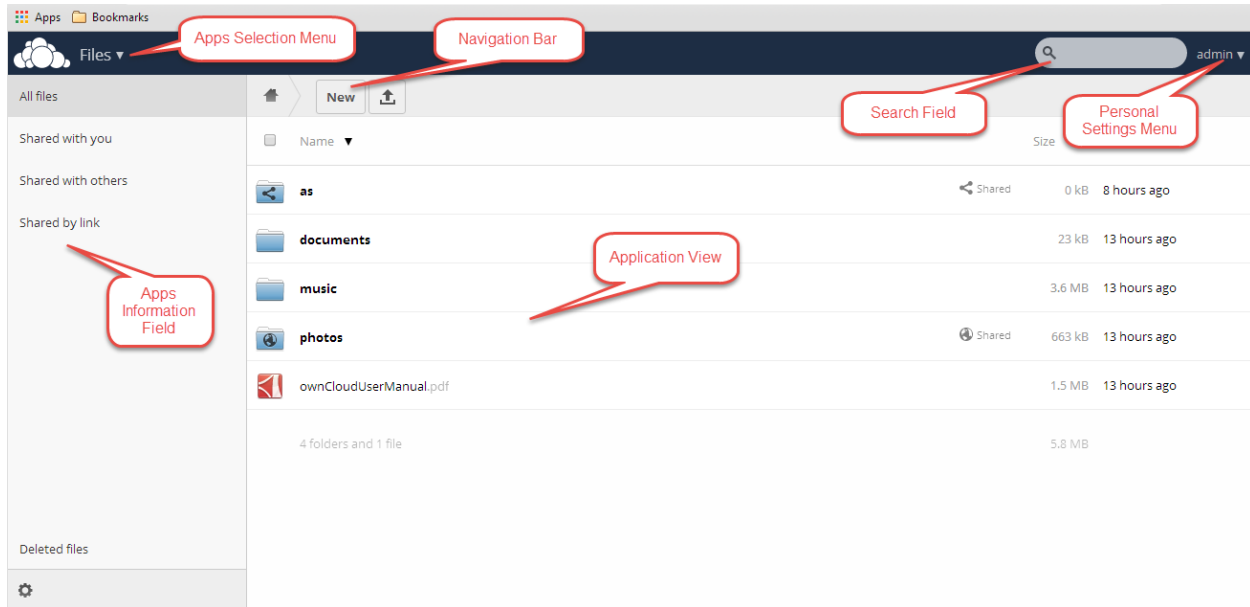 Apps Bookmarks
Apps Selection Menu
Navigation Bar
Files ▾
admin ▾
All files
New
Search Field
Personal
Settings Menu
Shared with you
Name ▼
Size
Shared with others
as Shared 0 kB 8 hours ago
Shared by link
documents 23 kB 13 hours ago
Application View
music 3.6 MB 13 hours ago
Apps
Information
Field
photos Shared 663 kB 13 hours ago
ownCloudUserManual.pdf 1.5 MB 13 hours ago
4 folders and 1 file 5.8 MB
Deleted files